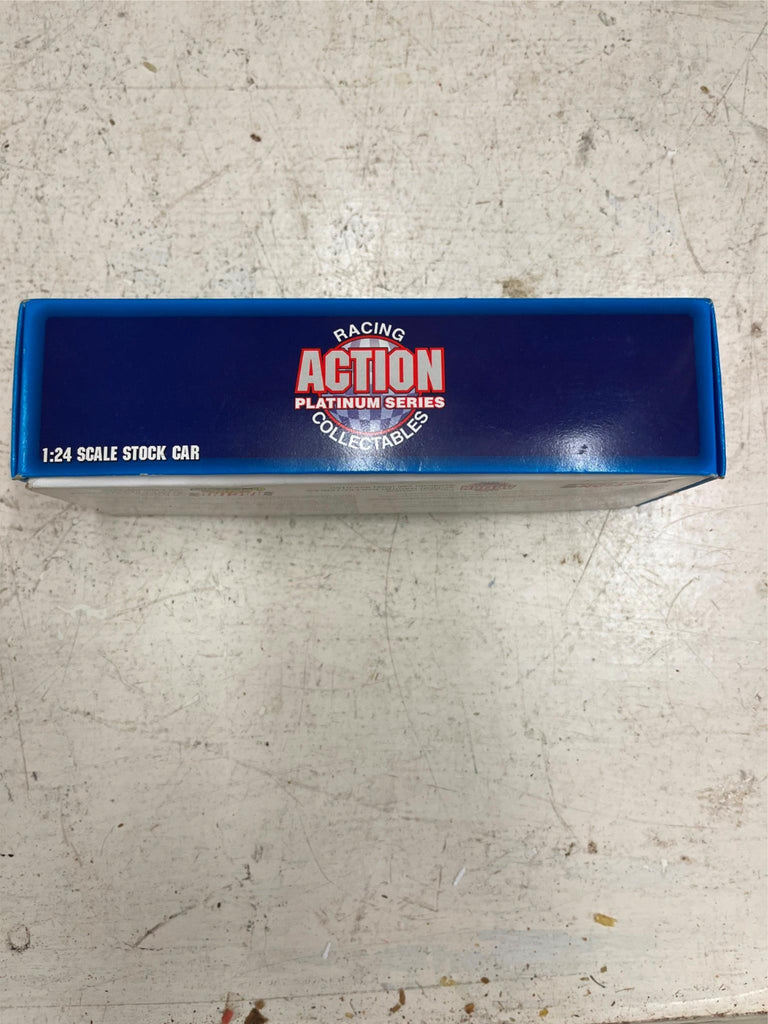 RACING
ACTION
PLATINUM SERIES
COLLECTABLES
1:24 SCALE STOCK CAR